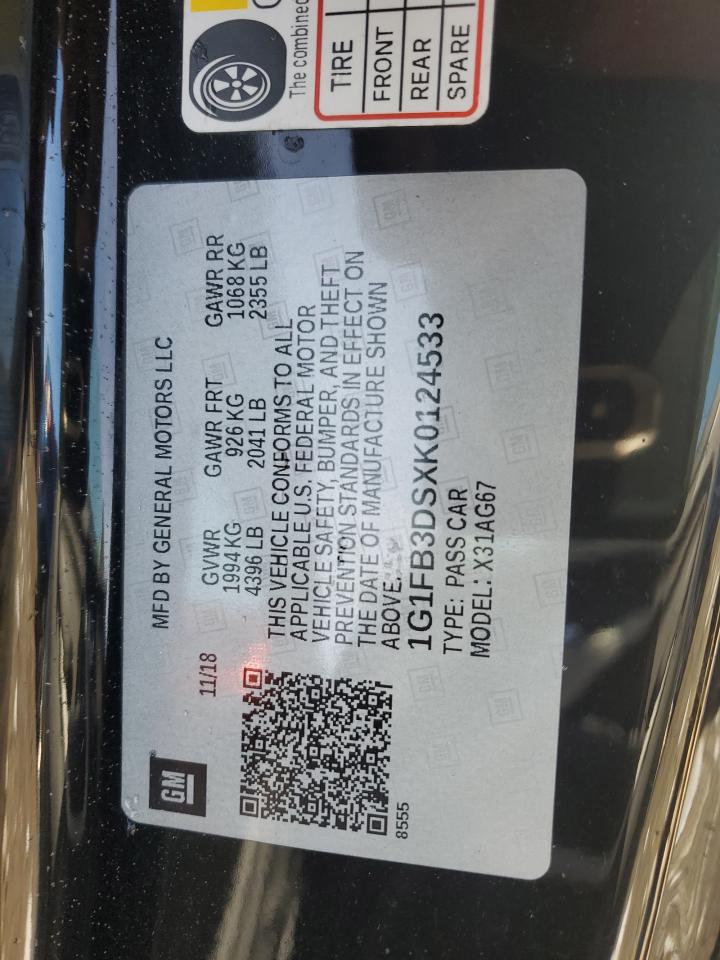 The combined
TIRE
FRONT
REAR
SPARE
GM
MFD BY GENERAL MOTORS LLC
11/18
GVWR GAWR FRT GAWR RR
1994 KG 926 KG 1068 KG
4396 LB 2041 LB 2355 LB
THIS VEHICLE CONFORMS TO ALL
APPLICABLE U.S. FEDERAL MOTOR
VEHICLE SAFETY, BUMPER, AND THEFT
PREVENTION STANDARDS IN EFFECT ON
THE DATE OF MANUFACTURE SHOWN
ABOVE.
1G1FB3DSXK0124533
TYPE: PASS CAR
MODEL: X31AG67
8555